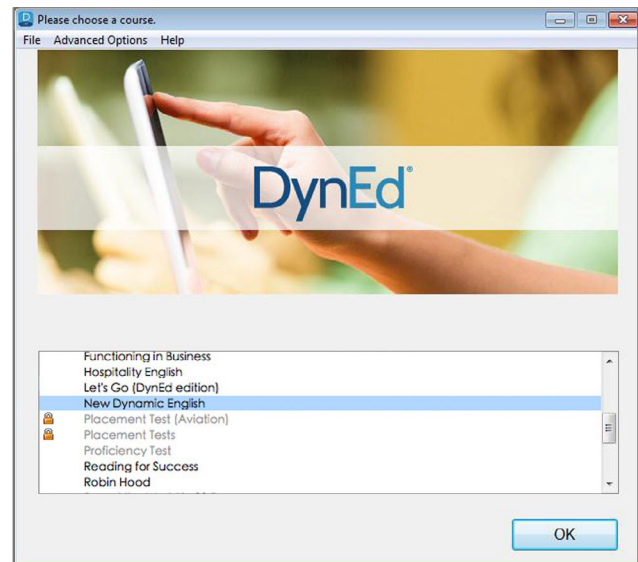 Please choose a course.
File Advanced Options Help
DynEd®
Functioning in Business
Hospitality English
Let's Go (DynEd edition)
New Dynamic English
Placement Test (Aviation)
Placement Tests
Proficiency Test
Reading for Success
Robin Hood
OK